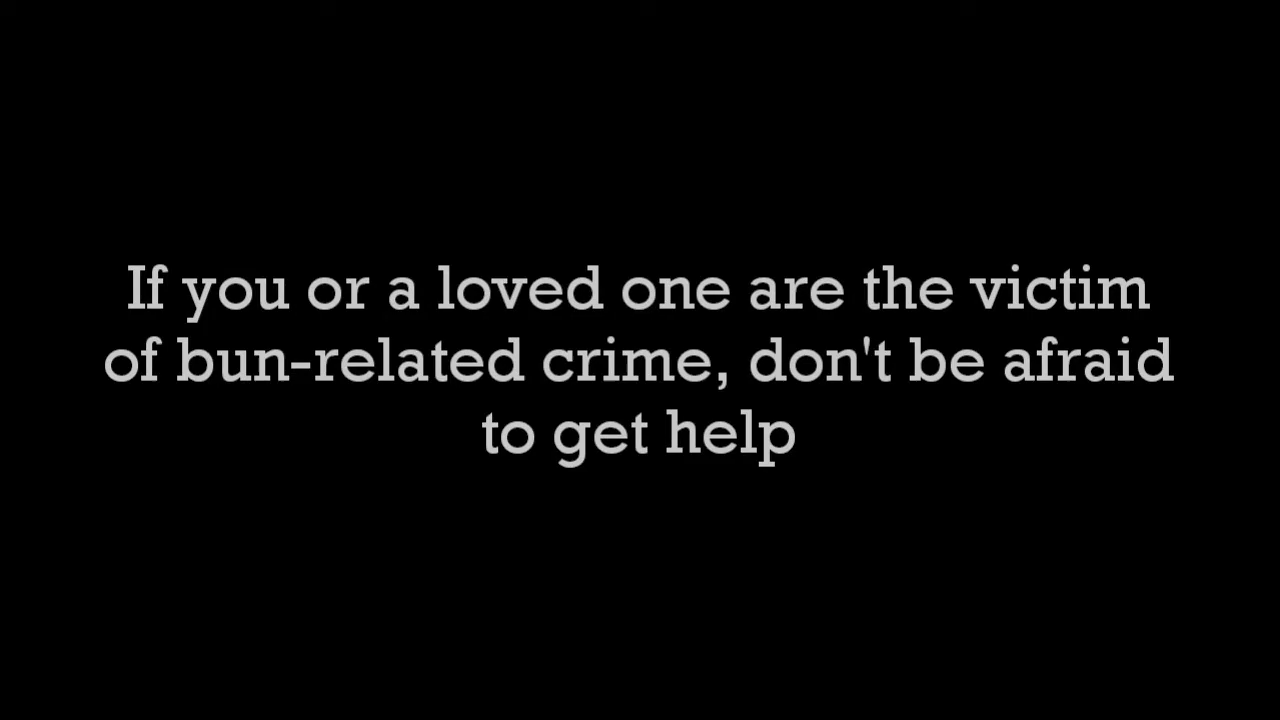 If you or a loved one are the victim
of bun-related crime, don't be afraid
to get help